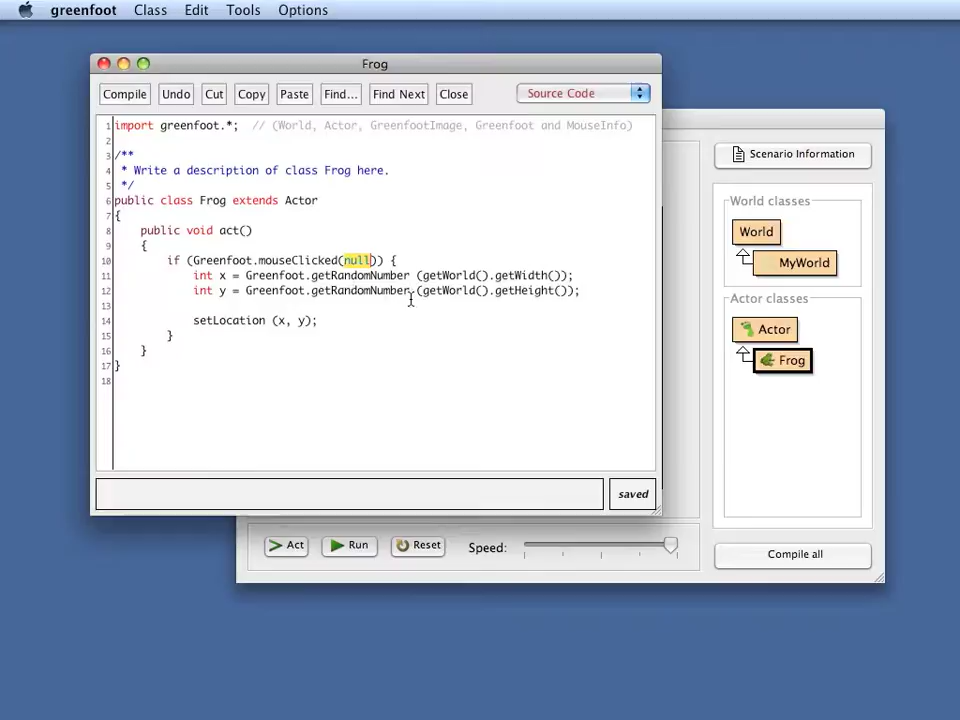 greenfoot Class Edit Tools Options
Frog
Compile Undo Cut Copy Paste Find... Find Next Close Source Code
1 import greenfoot.*;  // (World, Actor, GreenfootImage, Greenfoot and MouseInfo)
2
3 /**
4  * Write a description of class Frog here.
5  */
6 public class Frog extends Actor
7 {
8     public void act()
9     {
10         if (Greenfoot.mouseClicked(null)) {
11             int x = Greenfoot.getRandomNumber (getWorld().getWidth());
12             int y = Greenfoot.getRandomNumber (getWorld().getHeight());
13
14             setLocation (x, y);
15         }
16     }
17 }
18
saved
Scenario Information
World classes
World
MyWorld
Actor classes
Actor
Frog
Act Run Reset Speed:
Compile all